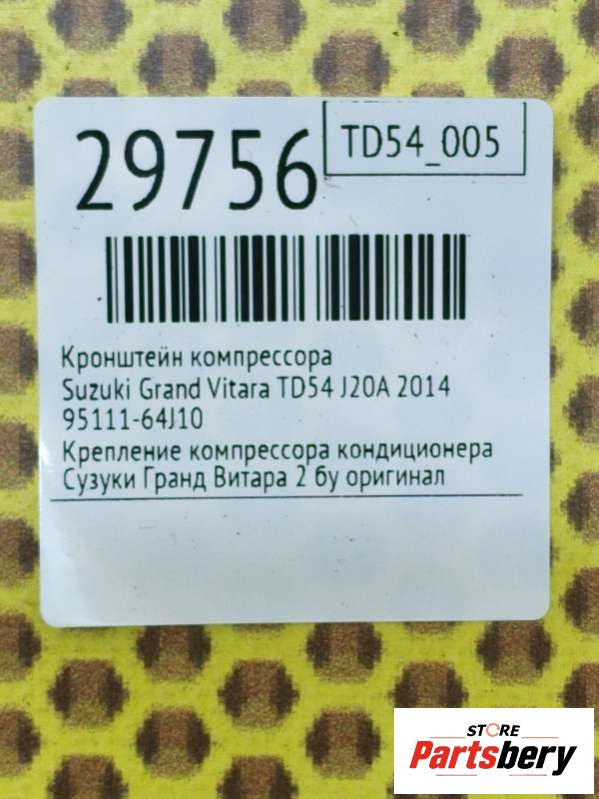 29756
TD54_005
Кронштейн компрессора
Suzuki Grand Vitara TD54 J20A 2014
95111-64J10
Крепление компрессора кондиционера
Сузуки Гранд Витара 2 бу оригинал
STORE
Partsbery